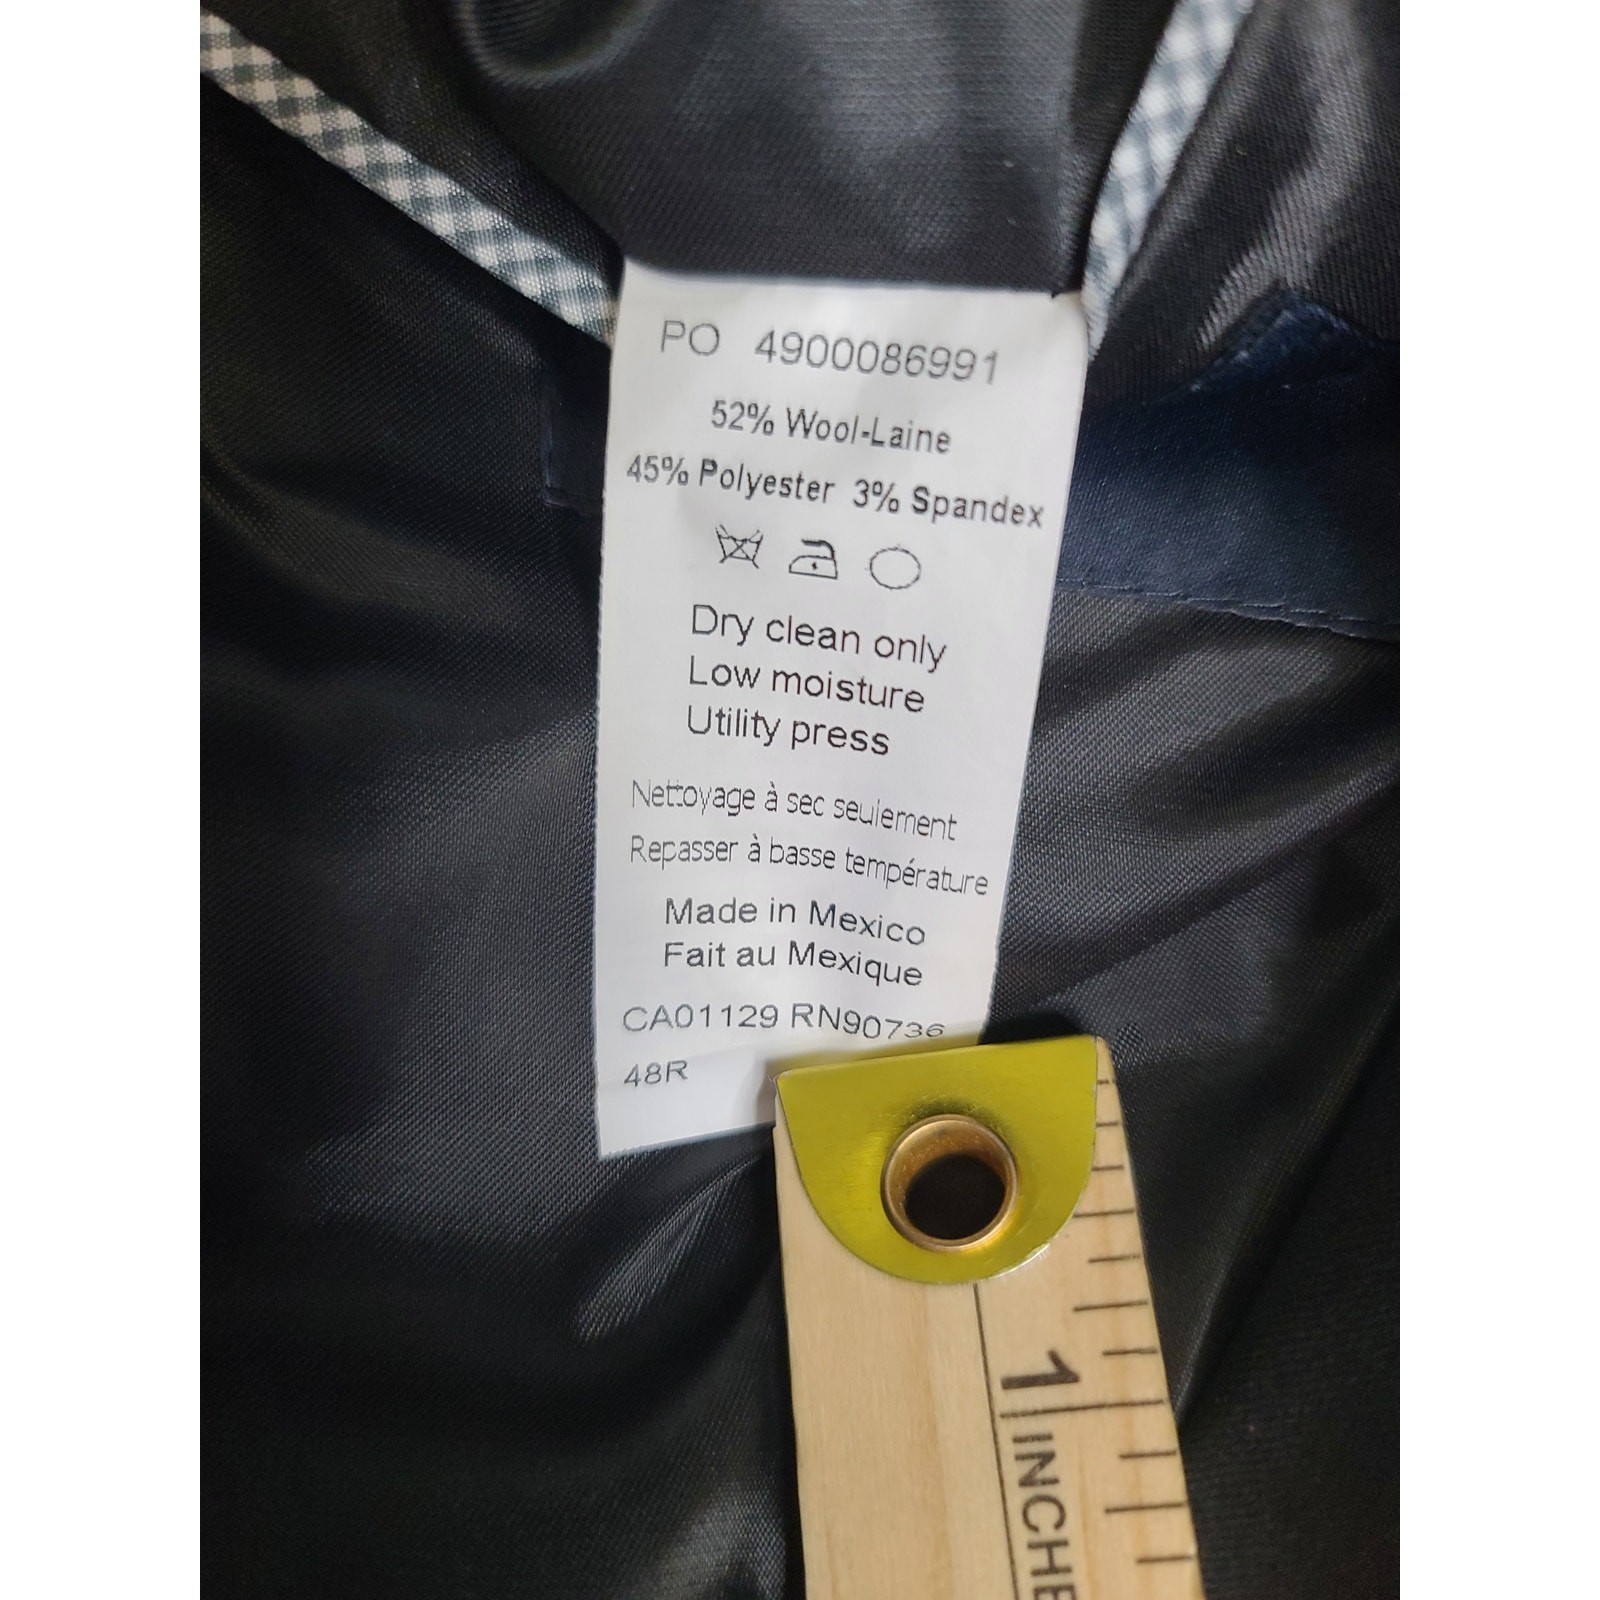 PO 4900086991
52% Wool-Laine
45% Polyester 3% Spandex
Dry clean only
Low moisture
Utility press
Nettoyage à sec seulement
Repasser à basse température
Made in Mexico
Fait au Mexique
CA01129 RN90736
48R
1
INCHE